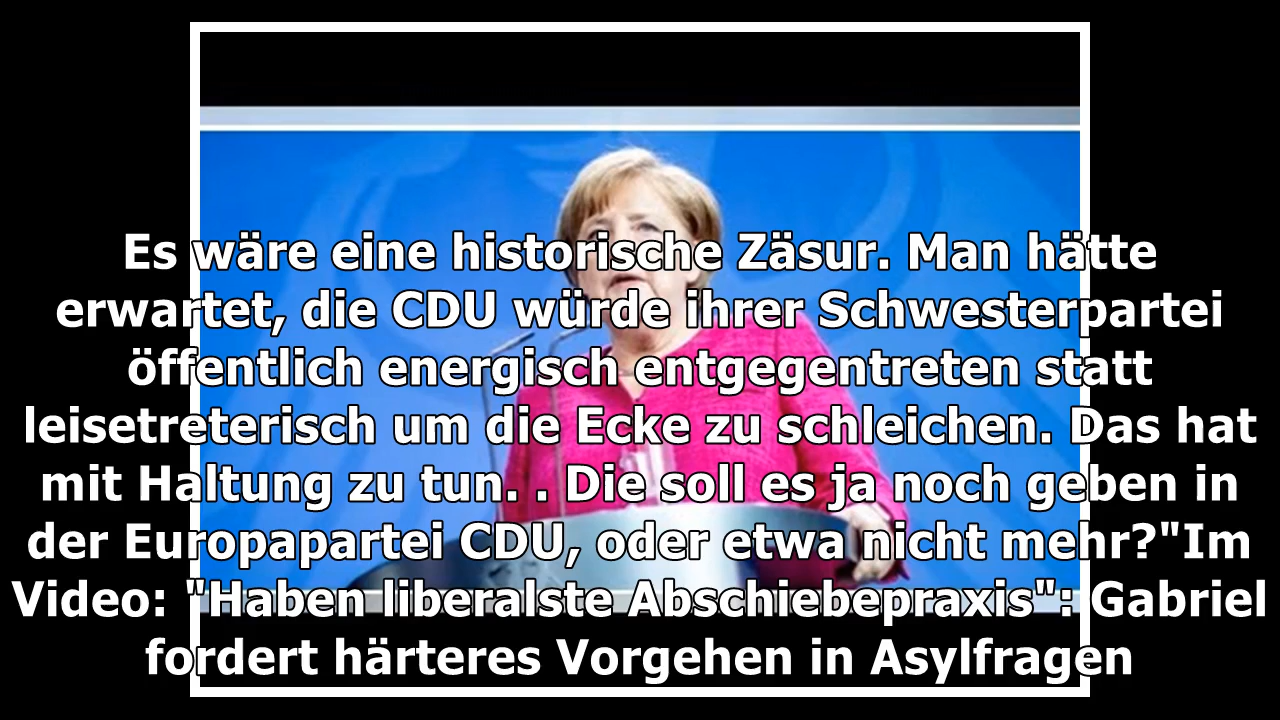 Es wäre eine historische Zäsur. Man hätte
erwartet, die CDU würde ihrer Schwesterpartei
öffentlich energisch entgegentreten statt
leisetreterisch um die Ecke zu schleichen. Das hat
mit Haltung zu tun. . Die soll es ja noch geben in
der Europapartei CDU, oder etwa nicht mehr?"Im
Video: "Haben liberalste Abschiebepraxis": Gabriel
fordert härteres Vorgehen in Asylfragen